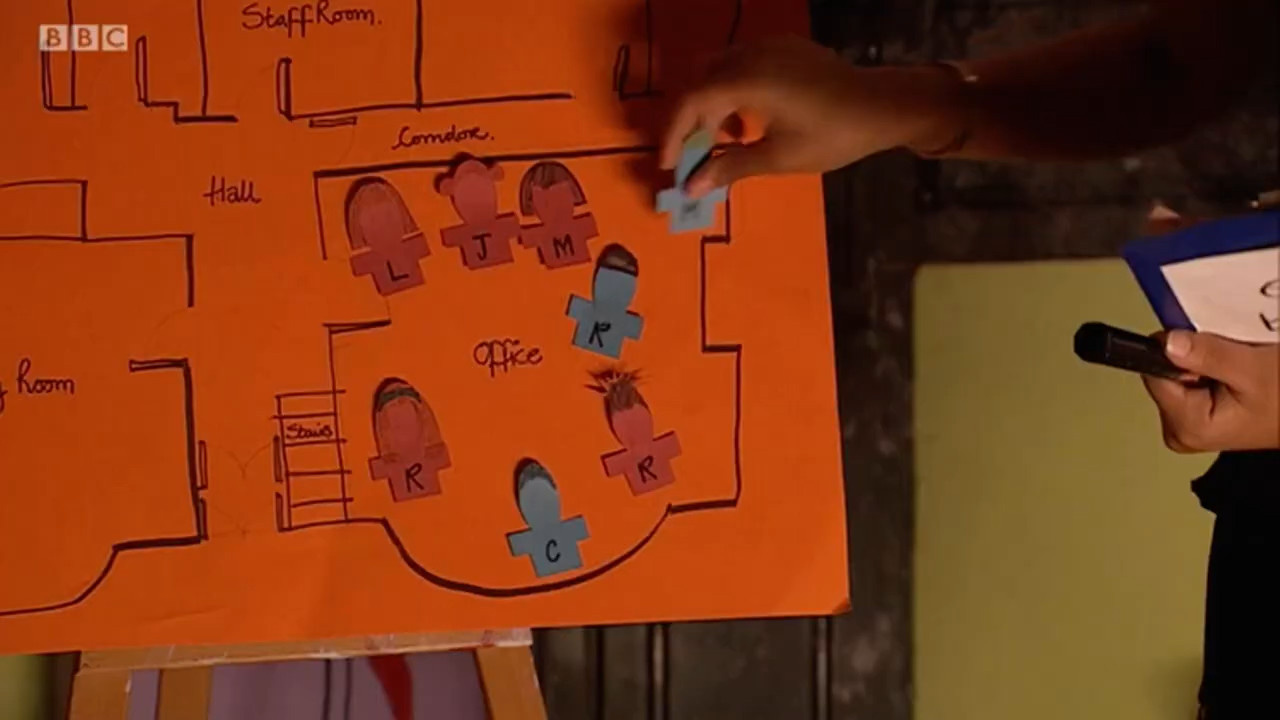 BBC
Staff Room.
Corridor.
Hall
L
J
M
R
Office
Room
Stairs
R
R
C